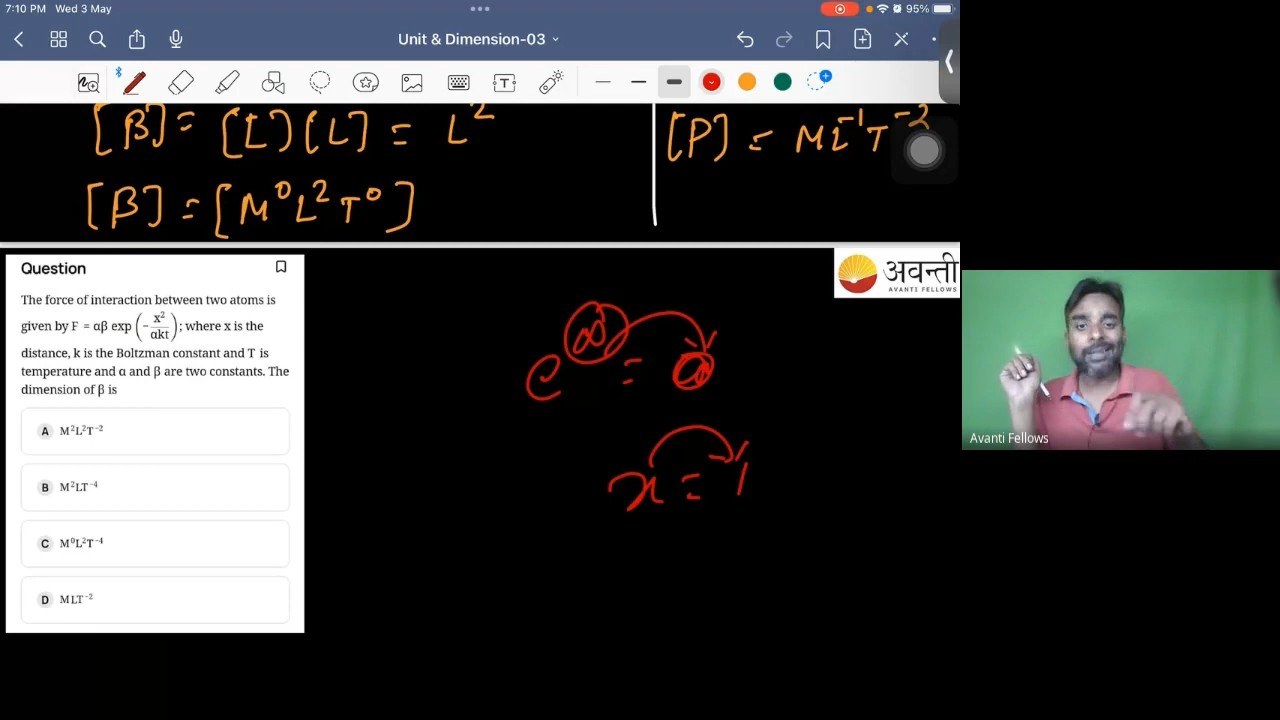 7:10 PM Wed 3 May
95%
Unit & Dimension-03
[β] = [L] [L] = L²
[P] = ML⁻¹T⁻²
[β] = [M⁰L²T⁰]
Question
The force of interaction between two atoms is
given by F = αβ exp (−x²/αkt); where x is the
distance, k is the Boltzman constant and T is
temperature and α and β are two constants. The
dimension of β is
A M²L²T⁻²
B M²LT⁻⁴
C M⁰L²T⁻⁴
D MLT⁻²
अवन्ती
AVANTI FELLOWS
Avanti Fellows